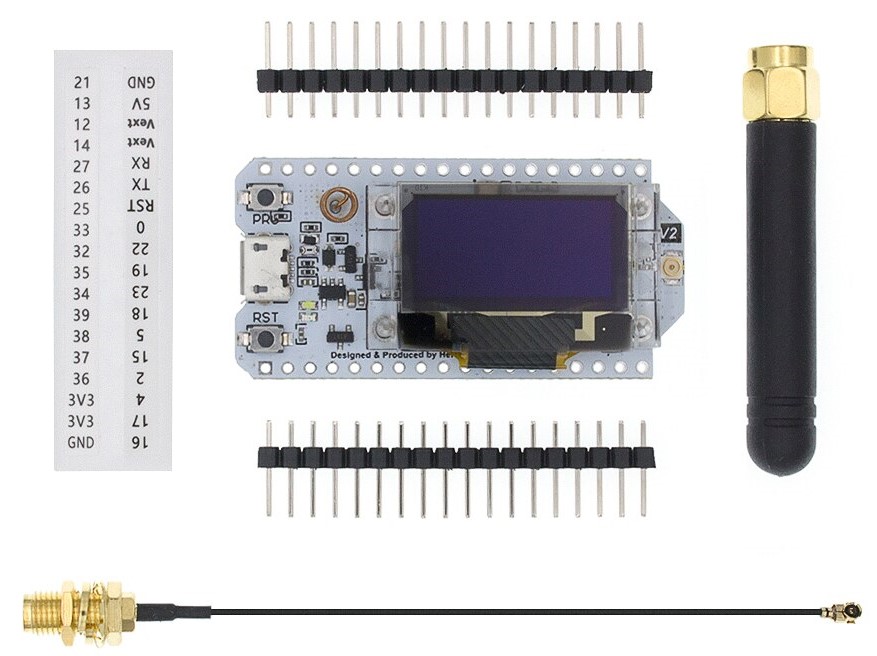 21 GND
13 5V
12 Vext
14 Vext
27 RX
26 TX
25 RST
33 0
32 22
35 19
34 23
39 18
38 5
37 15
36 2
3V3 4
3V3 17
GND 16
V2
RST
Designed & Produced by